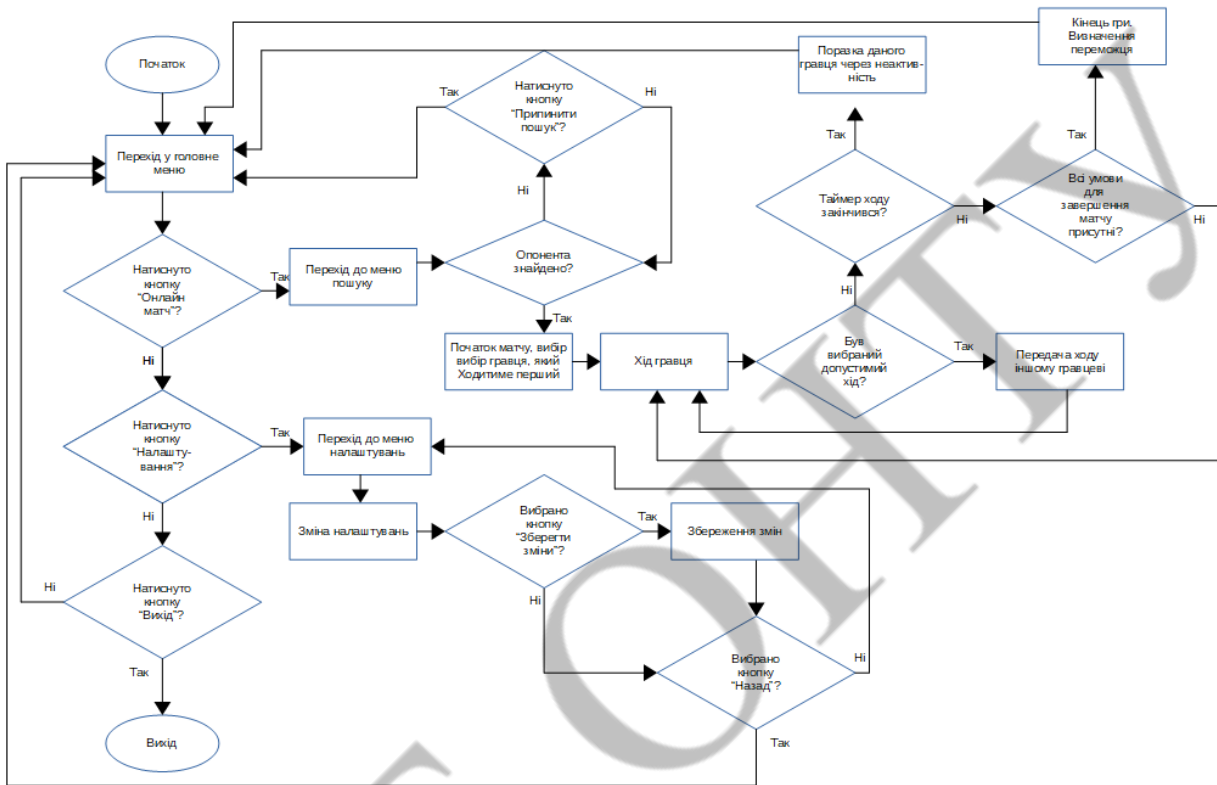 Початок
Перехід у головне
меню
Натиснуто
кнопку
“Онлайн
матч”?
Так
Ні
Перехід до меню
пошуку
Опонента
знайдено?
Ні
Так
Натиснуто
кнопку
“Припинити
пошук”?
Так
Ні
Початок матчу, вибір
вибір гравця, який
Ходитиме перший
Хід гравця
Був
вибраний
допустимий
хід?
Так
Ні
Передача ходу
іншому гравцеві
Таймер ходу
закінчився?
Так
Ні
Поразка даного
гравця через неактив-
ність
Всі умови
для
завершення
матчу
присутні?
Так
Ні
Кінець гри.
Визначення
переможця
Натиснуто
кнопку
“Налашту-
вання”?
Так
Ні
Перехід до меню
налаштувань
Зміна налаштувань
Вибрано
кнопку
“Зберегти
зміни”?
Так
Ні
Збереження змін
Вибрано
кнопку
“Назад”?
Ні
Так
Натиснуто
кнопку
“Вихід”?
Ні
Так
Вихід
Т ОНТУ